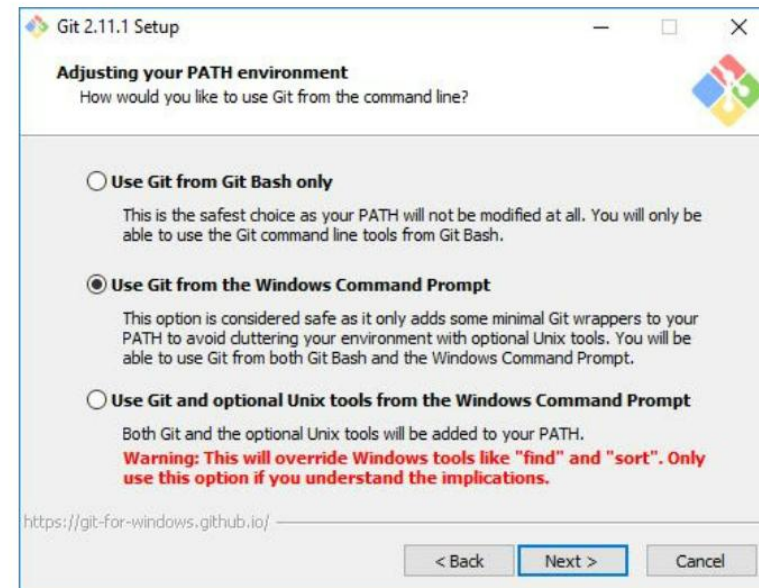 Git 2.11.1 Setup
Adjusting your PATH environment
How would you like to use Git from the command line?
Use Git from Git Bash only
This is the safest choice as your PATH will not be modified at all. You will only be
able to use the Git command line tools from Git Bash.
Use Git from the Windows Command Prompt
This option is considered safe as it only adds some minimal Git wrappers to your
PATH to avoid cluttering your environment with optional Unix tools. You will be
able to use Git from both Git Bash and the Windows Command Prompt.
Use Git and optional Unix tools from the Windows Command Prompt
Both Git and the optional Unix tools will be added to your PATH.
Warning: This will override Windows tools like "find" and "sort". Only
use this option if you understand the implications.
https://git-for-windows.github.io/
< Back Next > Cancel